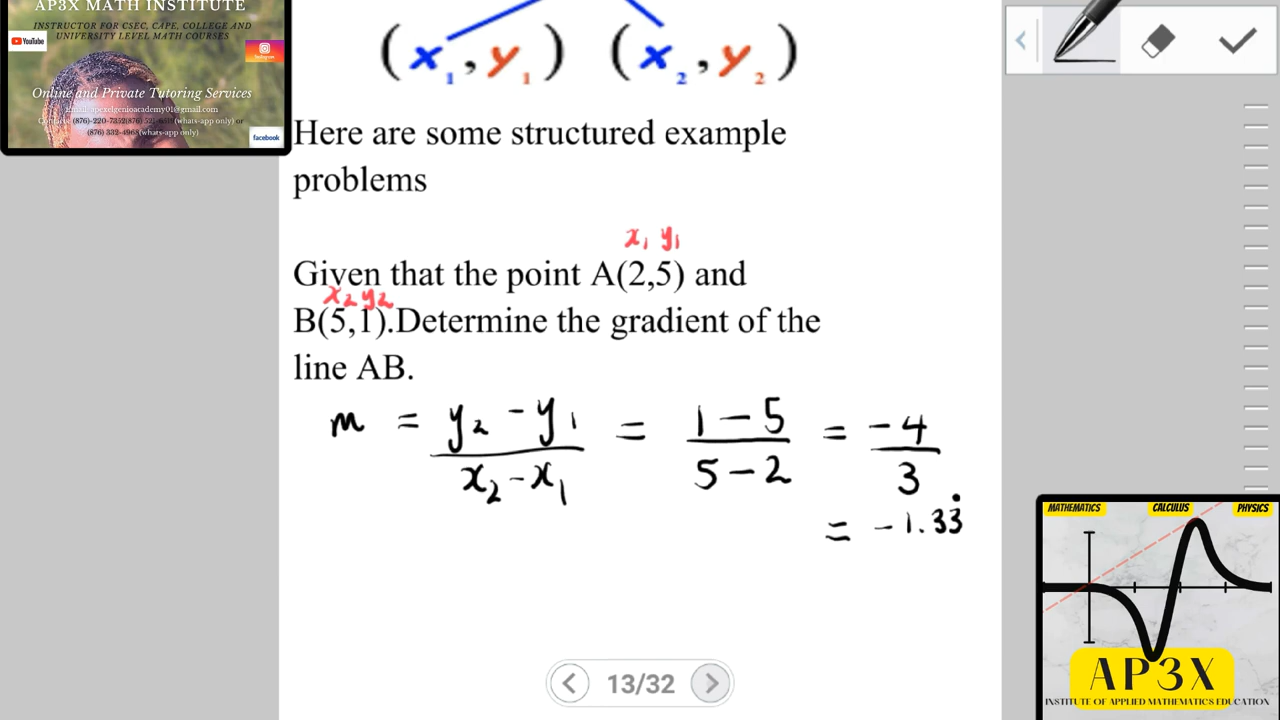 AP3X MATH INSTITUTE
INSTRUCTOR FOR CSEC, CAPE, COLLEGE AND
UNIVERSITY LEVEL MATH COURSES
YouTube
Instagram
Online and Private Tutoring Services
(876) 332-4968(whats-app only)
facebook
(x₁,y₁) (x₂,y₂)
Here are some structured example
problems
x₁ y₁
Given that the point A(2,5) and
x₂ y₂
B(5,1).Determine the gradient of the
line AB.
m = (y₂ - y₁)/(x₂ - x₁) = (1 - 5)/(5 - 2) = -4/3
= -1.33̇
13/32
MATHEMATICS CALCULUS PHYSICS
AP3X
INSTITUTE OF APPLIED MATHEMATICS EDUCATION